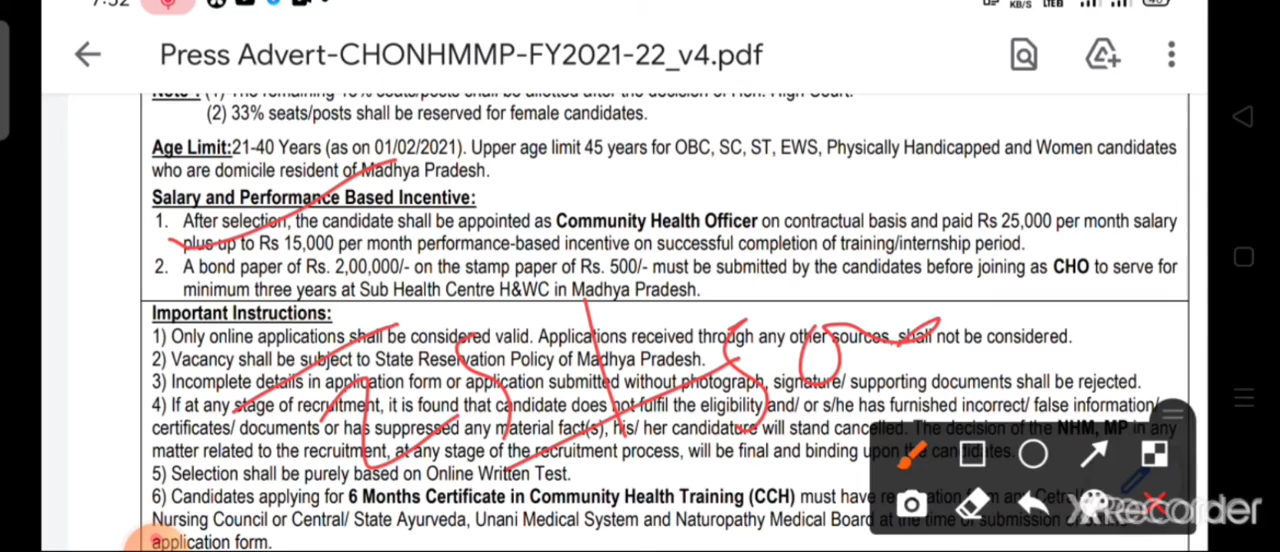 7:52
KB/S
Press Advert-CHONHMMP-FY2021-22_v4.pdf
(2) 33% seats/posts shall be reserved for female candidates.
Age Limit:21-40 Years (as on 01/02/2021). Upper age limit 45 years for OBC, SC, ST, EWS, Physically Handicapped and Women candidates
who are domicile resident of Madhya Pradesh.
Salary and Performance Based Incentive:
1. After selection, the candidate shall be appointed as Community Health Officer on contractual basis and paid Rs 25,000 per month salary
plus up to Rs 15,000 per month performance-based incentive on successful completion of training/internship period.
2. A bond paper of Rs. 2,00,000/- on the stamp paper of Rs. 500/- must be submitted by the candidates before joining as CHO to serve for
minimum three years at Sub Health Centre H&WC in Madhya Pradesh.
Important Instructions:
1) Only online applications shall be considered valid. Applications received through any other sources, shall not be considered.
2) Vacancy shall be subject to State Reservation Policy of Madhya Pradesh.
3) Incomplete details in application form or application submitted without photograph, signature/ supporting documents shall be rejected.
4) If at any stage of recruitment, it is found that candidate does not fulfil the eligibility and/ or s/he has furnished incorrect/ false information/
certificates/ documents or has suppressed any material fact(s), his/ her candidature will stand cancelled. The decision of the NHM, MP in any
matter related to the recruitment, at any stage of the recruitment process, will be final and binding upon the candidates.
5) Selection shall be purely based on Online Written Test.
6) Candidates applying for 6 Months Certificate in Community Health Training (CCH) must have
Nursing Council or Central/ State Ayurveda, Unani Medical System and Naturopathy Medical Board at the time of submission of
application form.
XRecorder